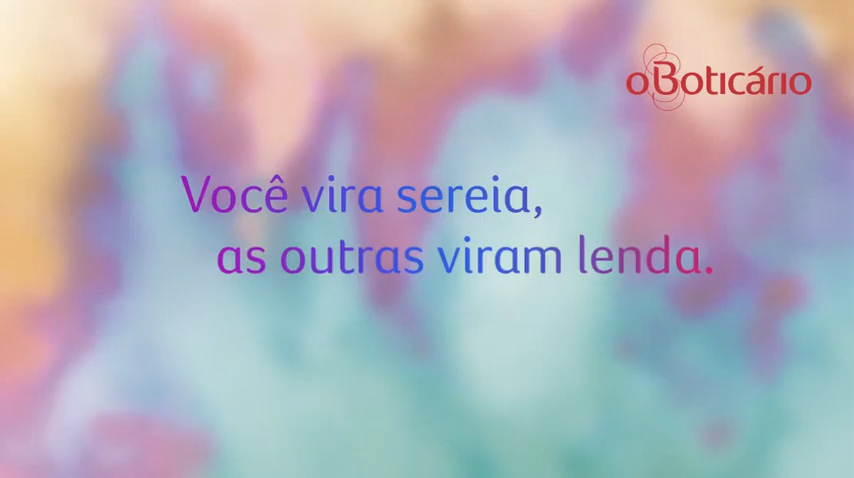 oBoticário
Você vira sereia,
as outras viram lenda.